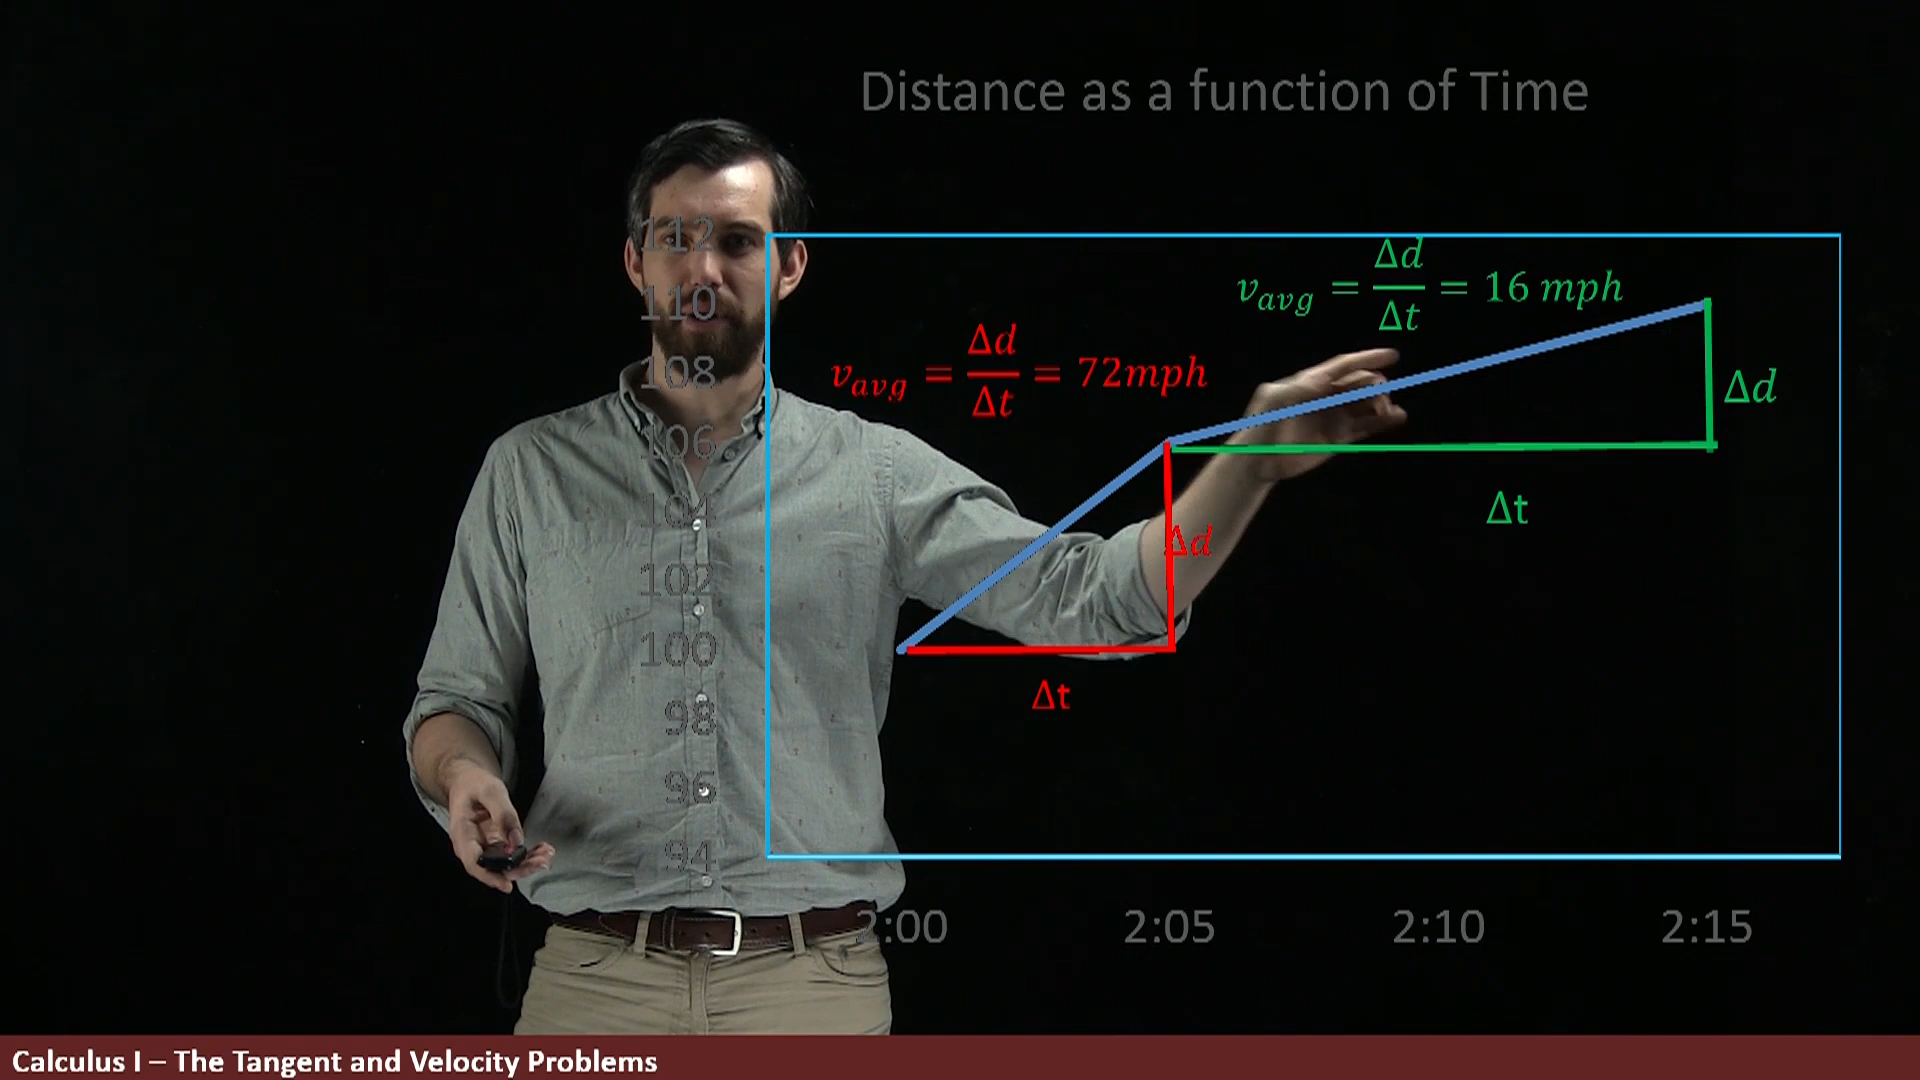 Distance as a function of Time
112
110
108
106
104
102
100
98
96
94
v_avg = Δd/Δt = 72mph
v_avg = Δd/Δt = 16 mph
Δd
Δt
Δd
Δt
2:00 2:05 2:10 2:15
Calculus I – The Tangent and Velocity Problems